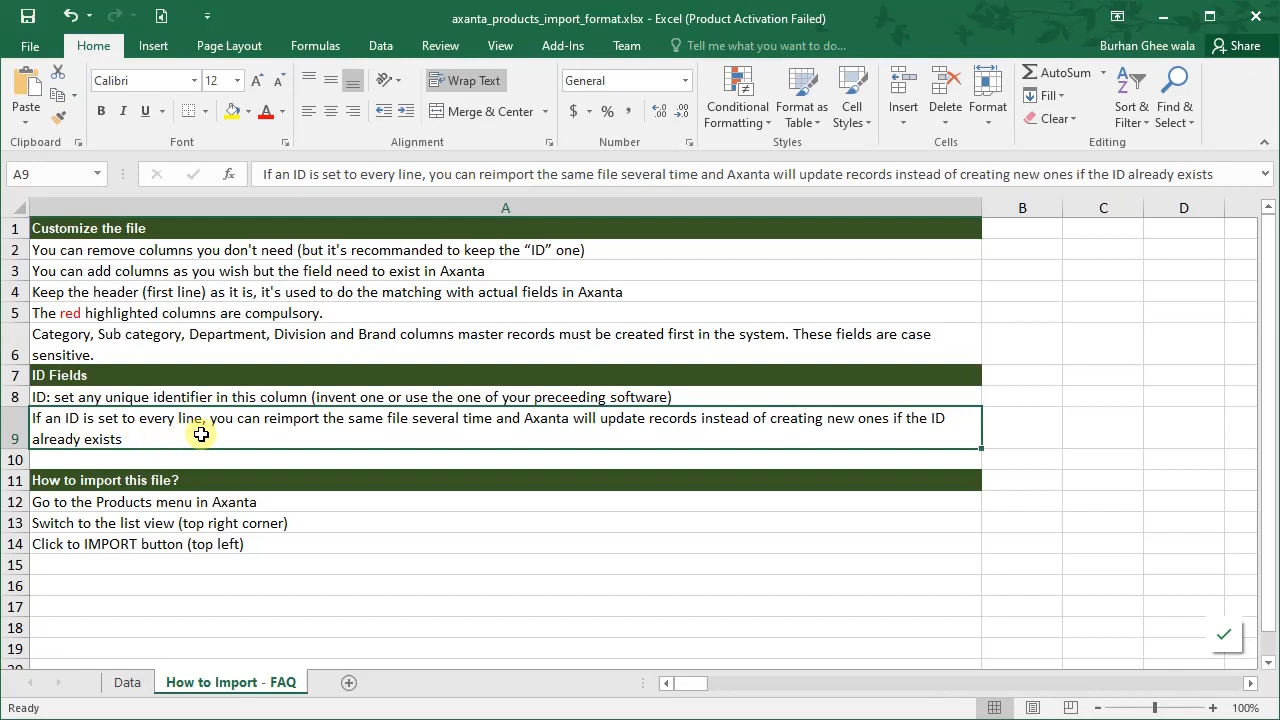 axanta_products_import_format.xlsx - Excel (Product Activation Failed)
File Home Insert Page Layout Formulas Data Review View Add-Ins Team Tell me what you want to do... Burhan Ghee wala Share
Paste
Calibri 12
B I U A
Wrap Text
Merge & Center
General
$ % ,
Conditional Formatting
Format as Table
Cell Styles
Insert Delete Format
AutoSum
Fill
Clear
Sort & Filter
Find & Select
Clipboard Font Alignment Number Styles Cells Editing
A9 fx If an ID is set to every line, you can reimport the same file several time and Axanta will update records instead of creating new ones if the ID already exists
A B C D
1 Customize the file
2 You can remove columns you don't need (but it's recommanded to keep the “ID” one)
3 You can add columns as you wish but the field need to exist in Axanta
4 Keep the header (first line) as it is, it's used to do the matching with actual fields in Axanta
5 The red highlighted columns are compulsory.
Category, Sub category, Department, Division and Brand columns master records must be created first in the system. These fields are case
6 sensitive.
7 ID Fields
8 ID: set any unique identifier in this column (invent one or use the one of your preceeding software)
If an ID is set to every line, you can reimport the same file several time and Axanta will update records instead of creating new ones if the ID
9 already exists
10
11 How to import this file?
12 Go to the Products menu in Axanta
13 Switch to the list view (top right corner)
14 Click to IMPORT button (top left)
15
16
17
18
19
20
Data How to Import - FAQ
Ready 100%